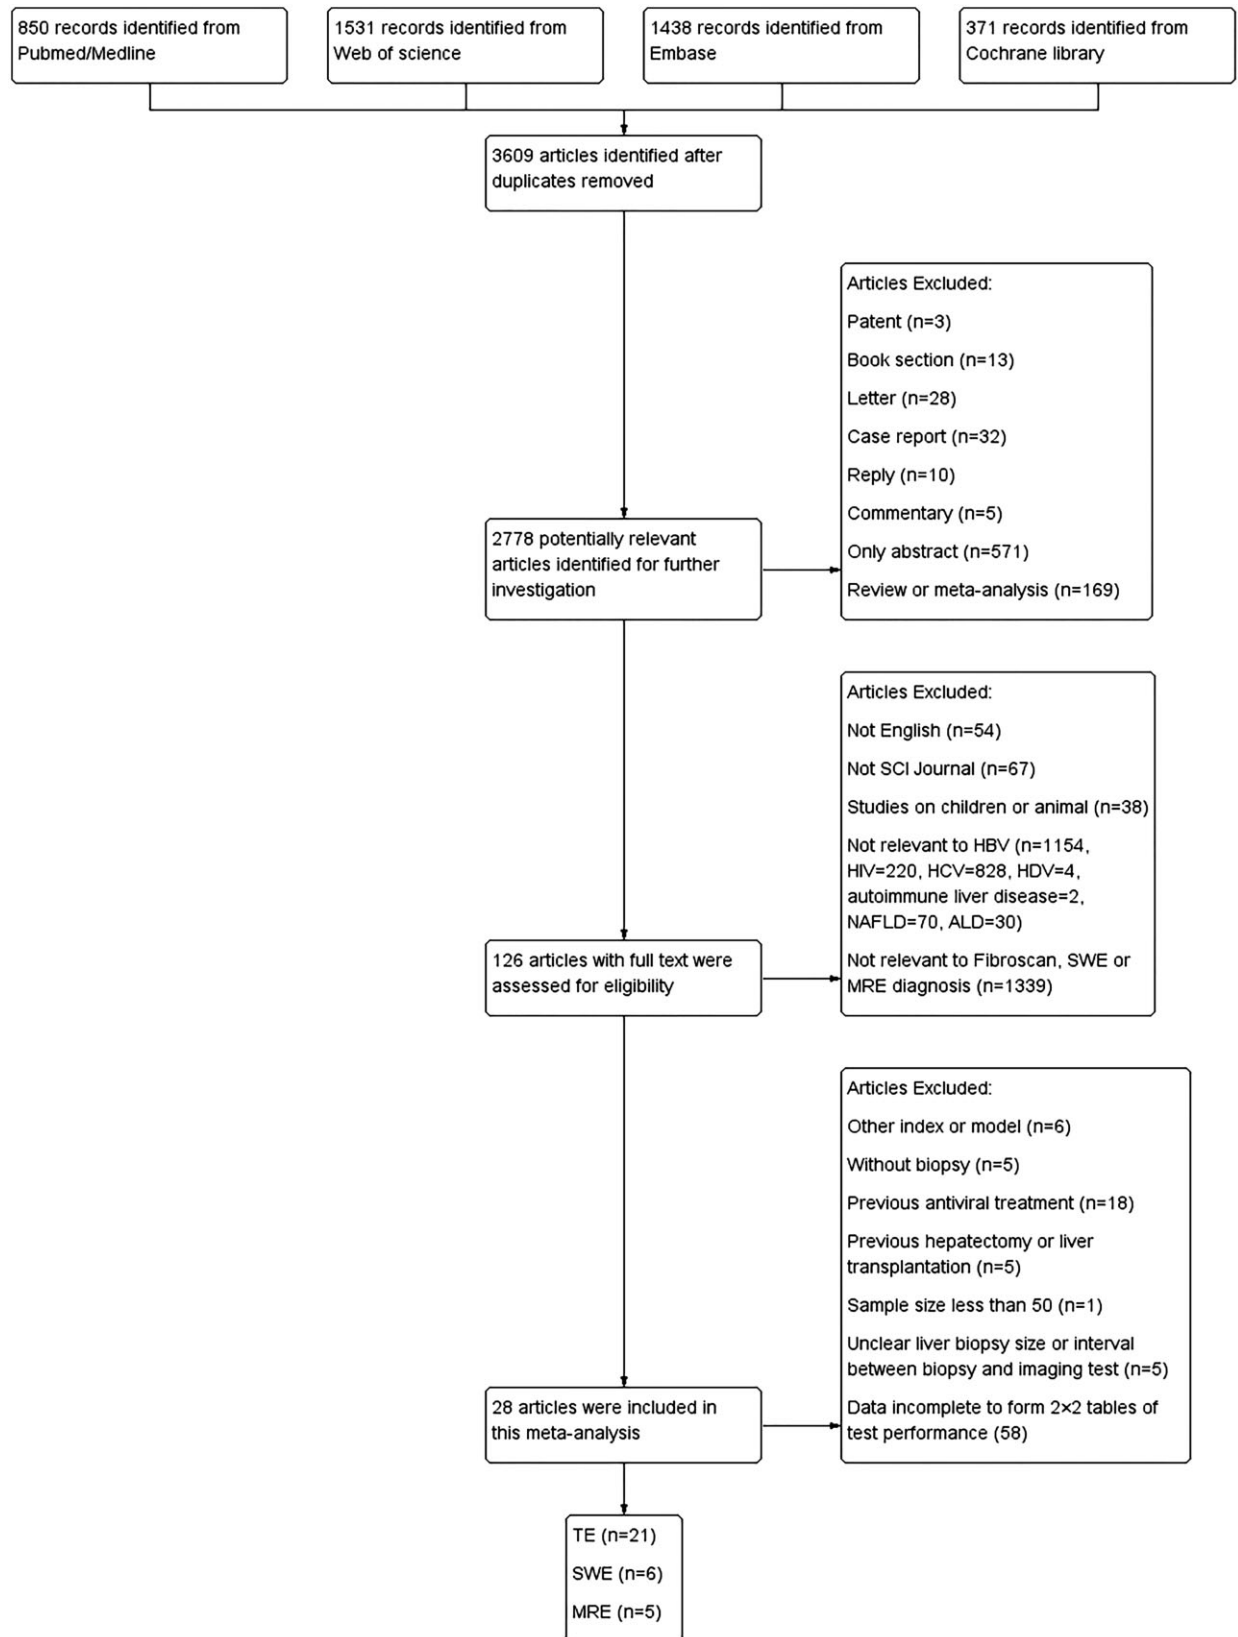 850 records identified from
Pubmed/Medline
1531 records identified from
Web of science
1438 records identified from
Embase
371 records identified from
Cochrane library
3609 articles identified after
duplicates removed
Articles Excluded:
Patent (n=3)
Book section (n=13)
Letter (n=28)
Case report (n=32)
Reply (n=10)
Commentary (n=5)
Only abstract (n=571)
Review or meta-analysis (n=169)
2778 potentially relevant
articles identified for further
investigation
Articles Excluded:
Not English (n=54)
Not SCI Journal (n=67)
Studies on children or animal (n=38)
Not relevant to HBV (n=1154,
HIV=220, HCV=828, HDV=4,
autoimmune liver disease=2,
NAFLD=70, ALD=30)
Not relevant to Fibroscan, SWE or
MRE diagnosis (n=1339)
126 articles with full text were
assessed for eligibility
Articles Excluded:
Other index or model (n=6)
Without biopsy (n=5)
Previous antiviral treatment (n=18)
Previous hepatectomy or liver
transplantation (n=5)
Sample size less than 50 (n=1)
Unclear liver biopsy size or interval
between biopsy and imaging test (n=5)
Data incomplete to form 2×2 tables of
test performance (58)
28 articles were included in
this meta-analysis
TE (n=21)
SWE (n=6)
MRE (n=5)